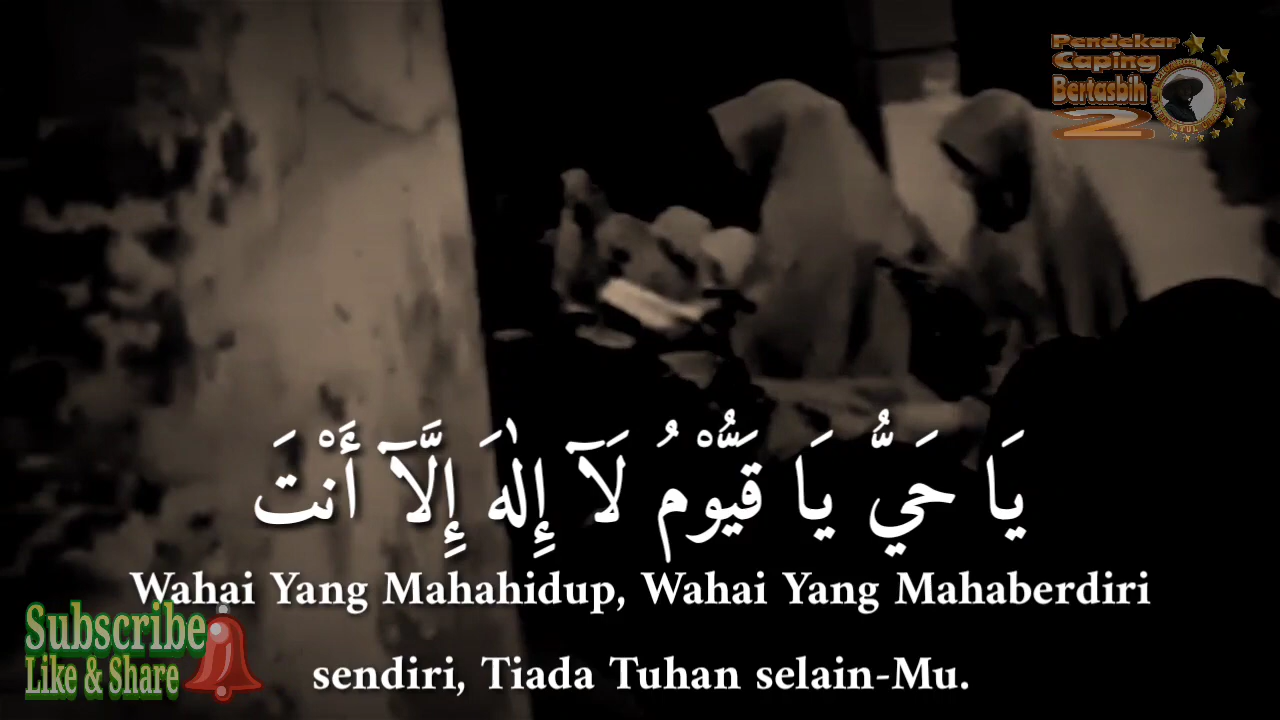 Pendekar
Caping
Bertasbih
2
يَا حَيُّ يَا قَيُّوْمُ لَآ إِلٰهَ إِلَّآ أَنْتَ
Wahai Yang Mahahidup, Wahai Yang Mahaberdiri
sendiri, Tiada Tuhan selain-Mu.
Subscribe
Like & Share